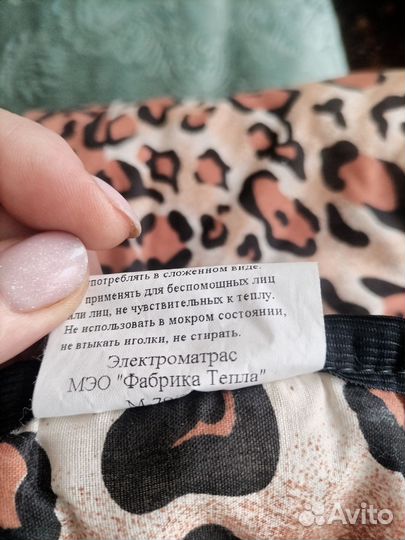 употреблять в сложенном виде.
применять для беспомощных лиц
или лиц, не чувствительных к теплу.
Не использовать в мокром состоянии,
не втыкать иголки, не стирать.
Электроматрас
МЭО "Фабрика Тепла"
Avito